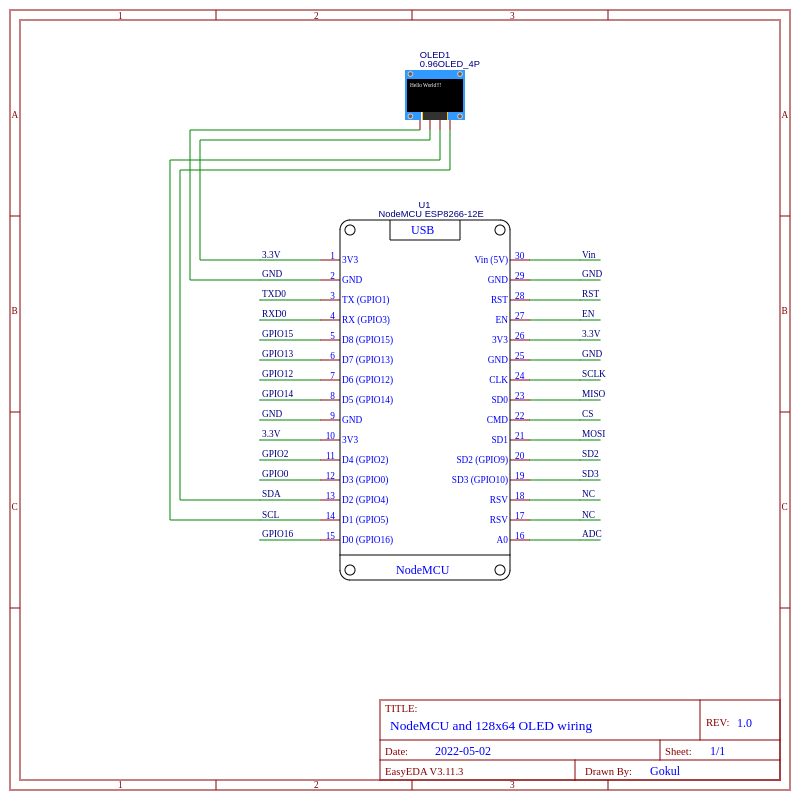 1 2 3
OLED1
0.96OLED_4P
Hello World!!!
A A
U1
NodeMCU ESP8266-12E
USB
3.3V 1 3V3 Vin (5V) 30 Vin
GND 2 GND GND 29 GND
TXD0 3 TX (GPIO1) RST 28 RST
B B
RXD0 4 RX (GPIO3) EN 27 EN
GPIO15 5 D8 (GPIO15) 3V3 26 3.3V
GPIO13 6 D7 (GPIO13) GND 25 GND
GPIO12 7 D6 (GPIO12) CLK 24 SCLK
GPIO14 8 D5 (GPIO14) SD0 23 MISO
GND 9 GND CMD 22 CS
3.3V 10 3V3 SD1 21 MOSI
GPIO2 11 D4 (GPIO2) SD2 (GPIO9) 20 SD2
GPIO0 12 D3 (GPIO0) SD3 (GPIO10) 19 SD3
SDA 13 D2 (GPIO4) RSV 18 NC
C C
SCL 14 D1 (GPIO5) RSV 17 NC
GPIO16 15 D0 (GPIO16) A0 16 ADC
NodeMCU
TITLE:
NodeMCU and 128x64 OLED wiring
REV: 1.0
Date: 2022-05-02 Sheet: 1/1
EasyEDA V3.11.3 Drawn By: Gokul
1 2 3